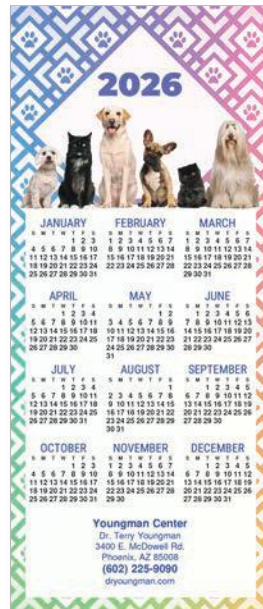 2026
JANUARY
S M T W T F S
1 2 3
4 5 6 7 8 9 10
11 12 13 14 15 16 17
18 19 20 21 22 23 24
25 26 27 28 29 30 31
FEBRUARY
S M T W T F S
1 2 3 4 5 6 7
8 9 10 11 12 13 14
15 16 17 18 19 20 21
22 23 24 25 26 27 28
MARCH
S M T W T F S
1 2 3 4 5 6 7
8 9 10 11 12 13 14
15 16 17 18 19 20 21
22 23 24 25 26 27 28
29 30 31
APRIL
S M T W T F S
1 2 3 4
5 6 7 8 9 10 11
12 13 14 15 16 17 18
19 20 21 22 23 24 25
26 27 28 29 30
MAY
S M T W T F S
1 2
3 4 5 6 7 8 9
10 11 12 13 14 15 16
17 18 19 20 21 22 23
24 25 26 27 28 29 30
31
JUNE
S M T W T F S
1 2 3 4 5 6
7 8 9 10 11 12 13
14 15 16 17 18 19 20
21 22 23 24 25 26 27
28 29 30
JULY
S M T W T F S
1 2 3 4
5 6 7 8 9 10 11
12 13 14 15 16 17 18
19 20 21 22 23 24 25
26 27 28 29 30 31
AUGUST
S M T W T F S
1
2 3 4 5 6 7 8
9 10 11 12 13 14 15
16 17 18 19 20 21 22
23 24 25 26 27 28 29
30 31
SEPTEMBER
S M T W T F S
1 2 3 4 5
6 7 8 9 10 11 12
13 14 15 16 17 18 19
20 21 22 23 24 25 26
27 28 29 30
OCTOBER
S M T W T F S
1 2 3
4 5 6 7 8 9 10
11 12 13 14 15 16 17
18 19 20 21 22 23 24
25 26 27 28 29 30 31
NOVEMBER
S M T W T F S
1 2 3 4 5 6 7
8 9 10 11 12 13 14
15 16 17 18 19 20 21
22 23 24 25 26 27 28
29 30
DECEMBER
S M T W T F S
1 2 3 4 5
6 7 8 9 10 11 12
13 14 15 16 17 18 19
20 21 22 23 24 25 26
27 28 29 30 31
Youngman Center
Dr. Terry Youngman
3400 E. McDowell Rd.
Phoenix, AZ 85008
(602) 225-9090
dryoungman.com